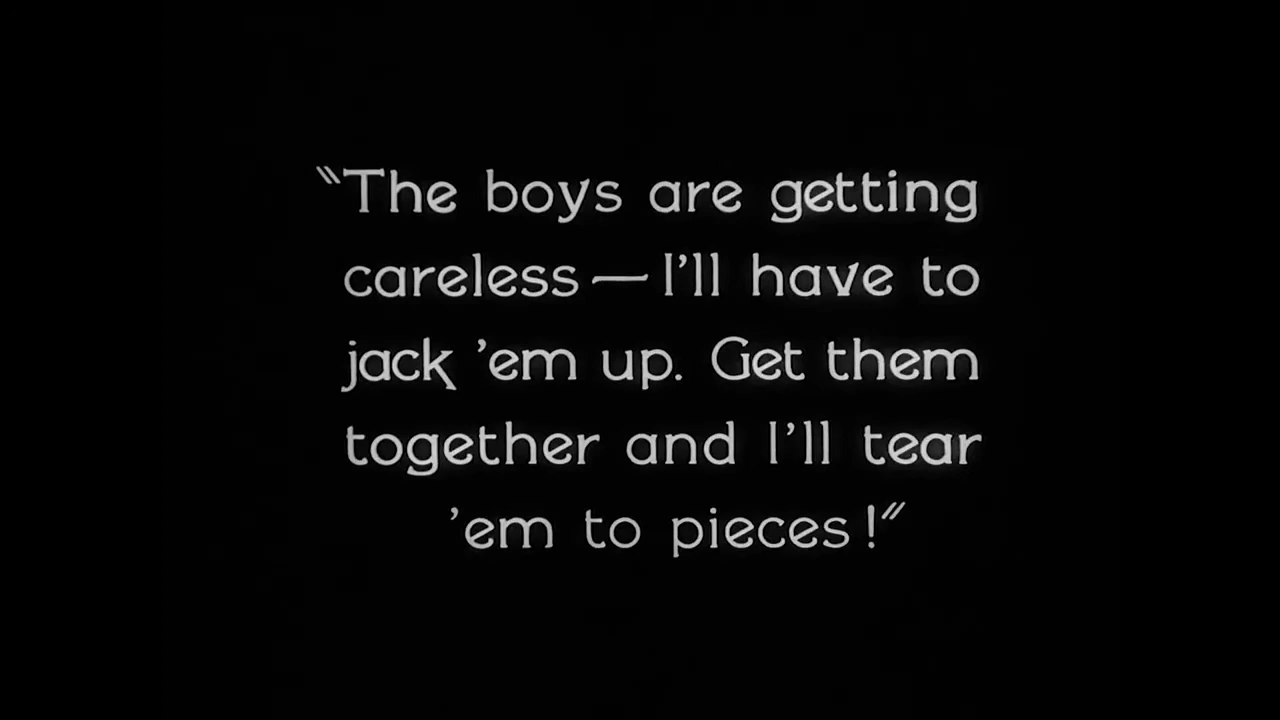 "The boys are getting
careless — I'll have to
jack 'em up. Get them
together and I'll tear
'em to pieces!"